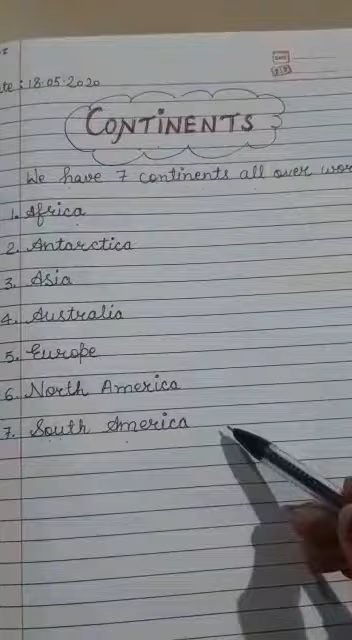 te: 18.05.2020
CONTINENTS
We have 7 continents all over wor
1. Africa
2. Antarctica
3. Asia
4. Australia
5. Europe
6. North America
7. South America